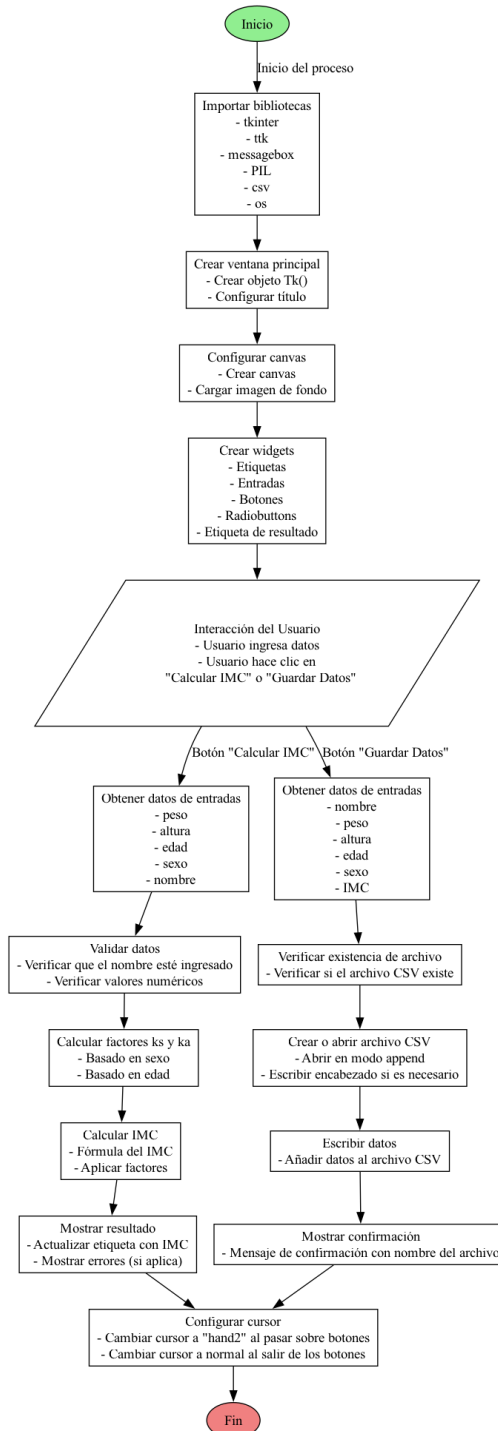 Inicio
Inicio del proceso
Importar bibliotecas
- tkinter
- ttk
- messagebox
- PIL
- csv
- os
Crear ventana principal
- Crear objeto Tk()
- Configurar título
Configurar canvas
- Crear canvas
- Cargar imagen de fondo
Crear widgets
- Etiquetas
- Entradas
- Botones
- Radiobuttons
- Etiqueta de resultado
Interacción del Usuario
- Usuario ingresa datos
- Usuario hace clic en
"Calcular IMC" o "Guardar Datos"
Botón "Calcular IMC"
Obtener datos de entradas
- peso
- altura
- edad
- sexo
- nombre
Validar datos
- Verificar que el nombre esté ingresado
- Verificar valores numéricos
Calcular factores ks y ka
- Basado en sexo
- Basado en edad
Calcular IMC
- Fórmula del IMC
- Aplicar factores
Mostrar resultado
- Actualizar etiqueta con IMC
- Mostrar errores (si aplica)
Botón "Guardar Datos"
Obtener datos de entradas
- nombre
- peso
- altura
- edad
- sexo
- IMC
Verificar existencia de archivo
- Verificar si el archivo CSV existe
Crear o abrir archivo CSV
- Abrir en modo append
- Escribir encabezado si es necesario
Escribir datos
- Añadir datos al archivo CSV
Mostrar confirmación
- Mensaje de confirmación con nombre del archivo
Configurar cursor
- Cambiar cursor a "hand2" al pasar sobre botones
- Cambiar cursor a normal al salir de los botones
Fin